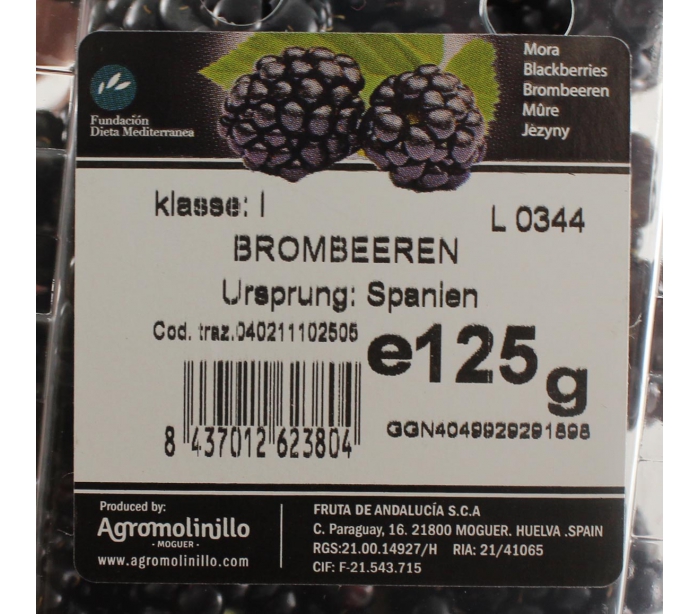 Fundación
Dieta Mediterranea
Mora
Blackberries
Brombeeren
Mûre
Jèzyny
klasse: I
L 0344
BROMBEEREN
Ursprung: Spanien
Cod. traz.040211102505
e125g
8 437012 623804
GGN4049929291898
Produced by:
Agromolinillo
- MOGUER -
www.agromolinillo.com
FRUTA DE ANDALUCÍA S.C.A
C. Paraguay, 16. 21800 MOGUER. HUELVA .SPAIN
RGS:21.00.14927/H RIA: 21/41065
CIF: F-21.543.715